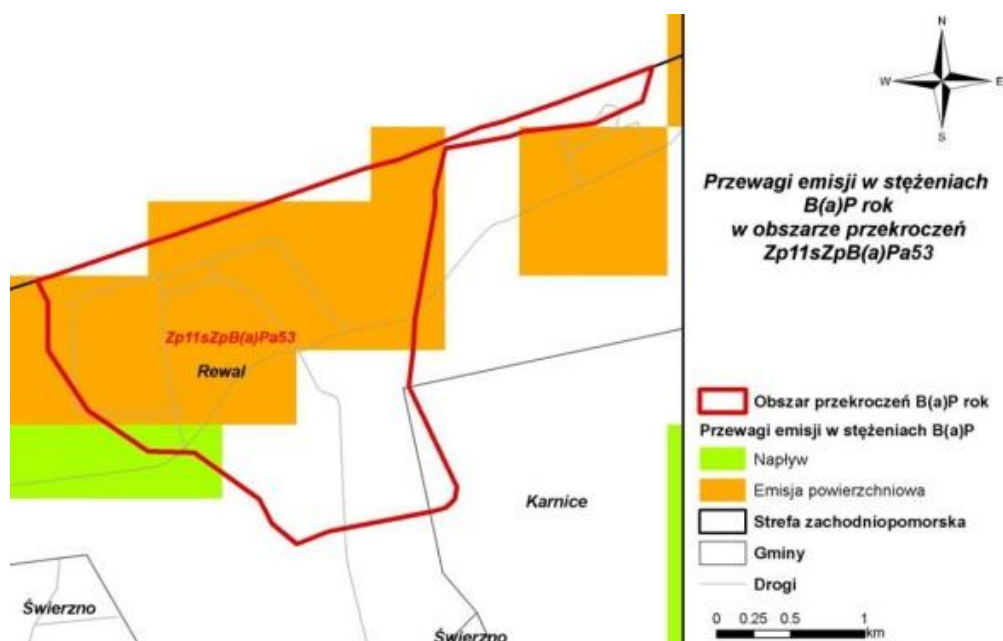 N
W E
S
Przewagi emisji w stężeniach
B(a)P rok
w obszarze przekroczeń
Zp11sZpB(a)Pa53
Zp11sZpB(a)Pa53
Rewal
Karnice
Świerzno
Świerzno
Obszar przekroczeń B(a)P rok
Przewagi emisji w stężeniach B(a)P
Napływ
Emisja powierzchniowa
Strefa zachodniopomorska
Gminy
Drogi
0 0.25 0.5 1
km